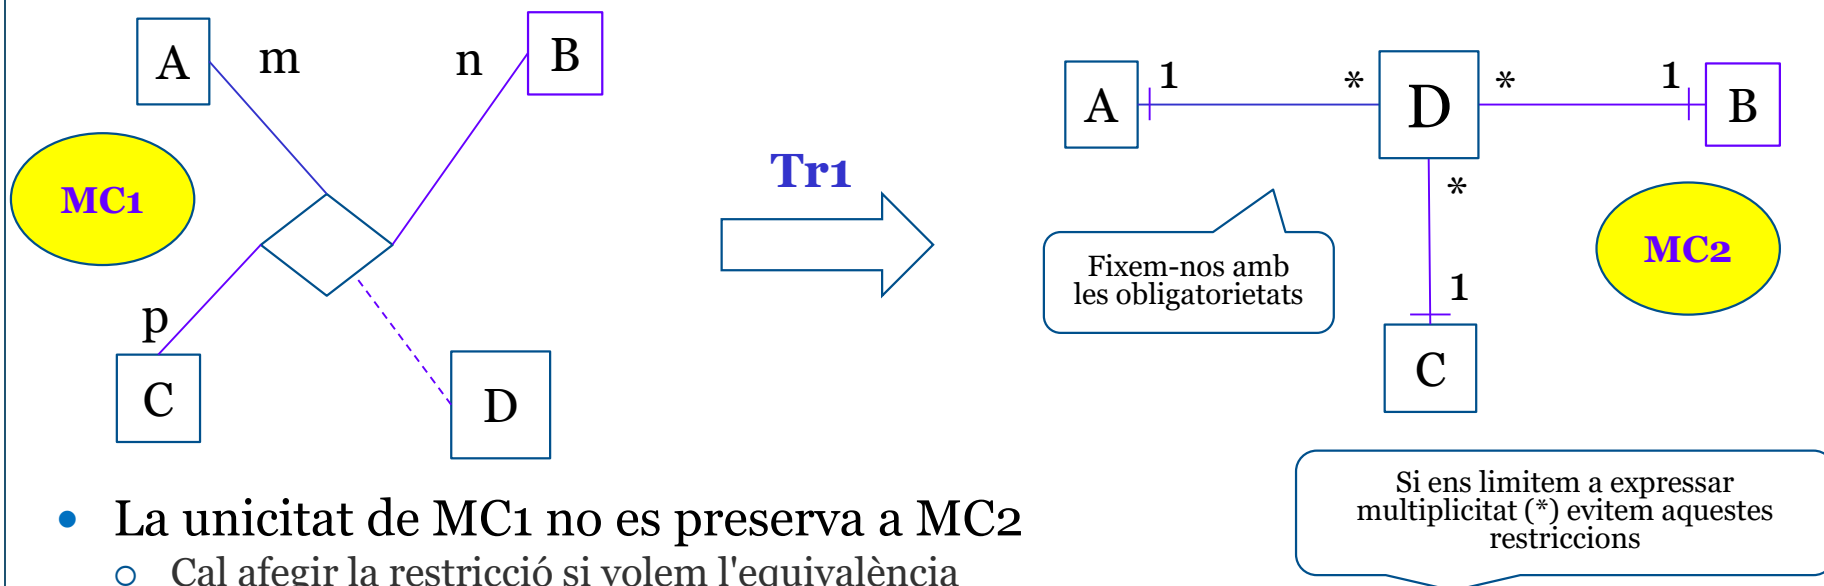 A m n B
MC1
p
C D
Tr1
A 1 * D * 1 B
*
1
C
MC2
Fixem-nos amb
les obligatorietats
Si ens limitem a expressar
multiplicitat (*) evitem aquestes
restriccions
• La unicitat de MC1 no es preserva a MC2
o Cal afegir la restricció si volem l'equivalència